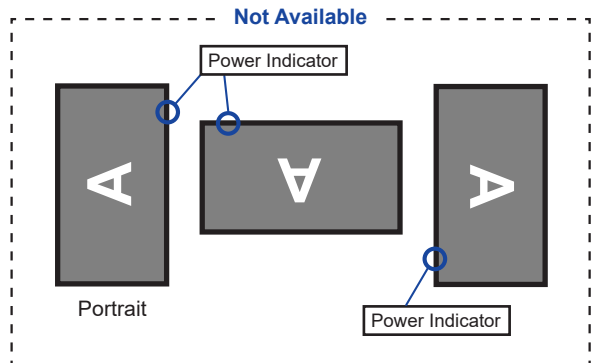 Not Available
Power Indicator
A
A
A
Portrait
Power Indicator